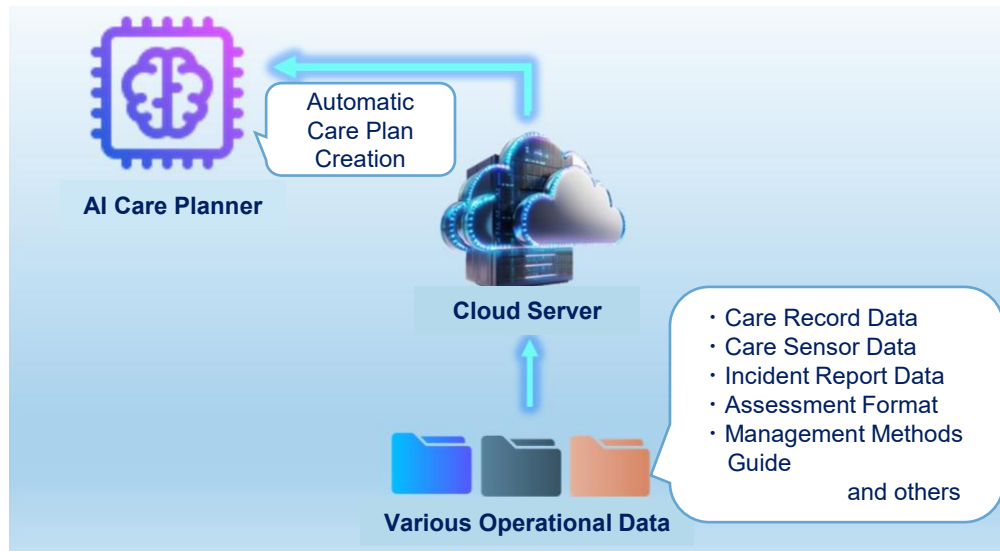 Automatic
Care Plan
Creation
AI Care Planner
Cloud Server
・Care Record Data
・Care Sensor Data
・Incident Report Data
・Assessment Format
・Management Methods
Guide
and others
Various Operational Data